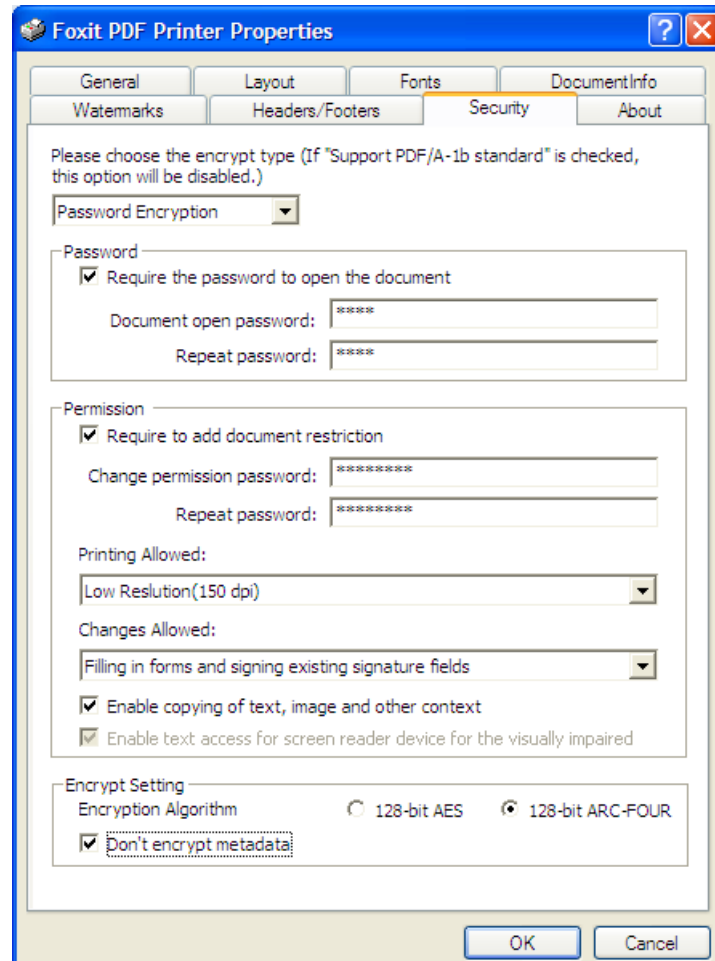 Foxit PDF Printer Properties
General Layout Fonts DocumentInfo
Watermarks Headers/Footers Security About
Please choose the encrypt type (If "Support PDF/A-1b standard" is checked,
this option will be disabled.)
Password Encryption
Password
Require the password to open the document
Document open password: ****
Repeat password: ****
Permission
Require to add document restriction
Change permission password: ********
Repeat password: ********
Printing Allowed:
Low Reslution(150 dpi)
Changes Allowed:
Filling in forms and signing existing signature fields
Enable copying of text, image and other context
Enable text access for screen reader device for the visually impaired
Encrypt Setting
Encryption Algorithm 128-bit AES 128-bit ARC-FOUR
Don't encrypt metadata
OK Cancel